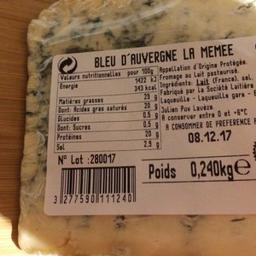 BLEU D'AUVERGNE LA MEMEE
Valeurs nutritionnelles pour 100g
Energie 1422 kJ
343 kcal
Matières grasses 29 g
Dont: Acides gras saturés 20 g
Glucides 0.5 g
Dont: Sucres 0.5 g
Protéines 20 g
Sel 2.9 g
Appellation d'Origine Protégée.
Fromage au lait pasteurisé.
Ingrédients: Lait (France), sel,
Fabriqué par la Société Laitière
Laqueuille - Laqueuille gare -
Julien Puy Lavèze
A conserver entre 0 et +6°C
A CONSOMMER DE PREFERENCE
08.12.17
N° Lot :280017
Poids 0,240kg e
3 277590 111240